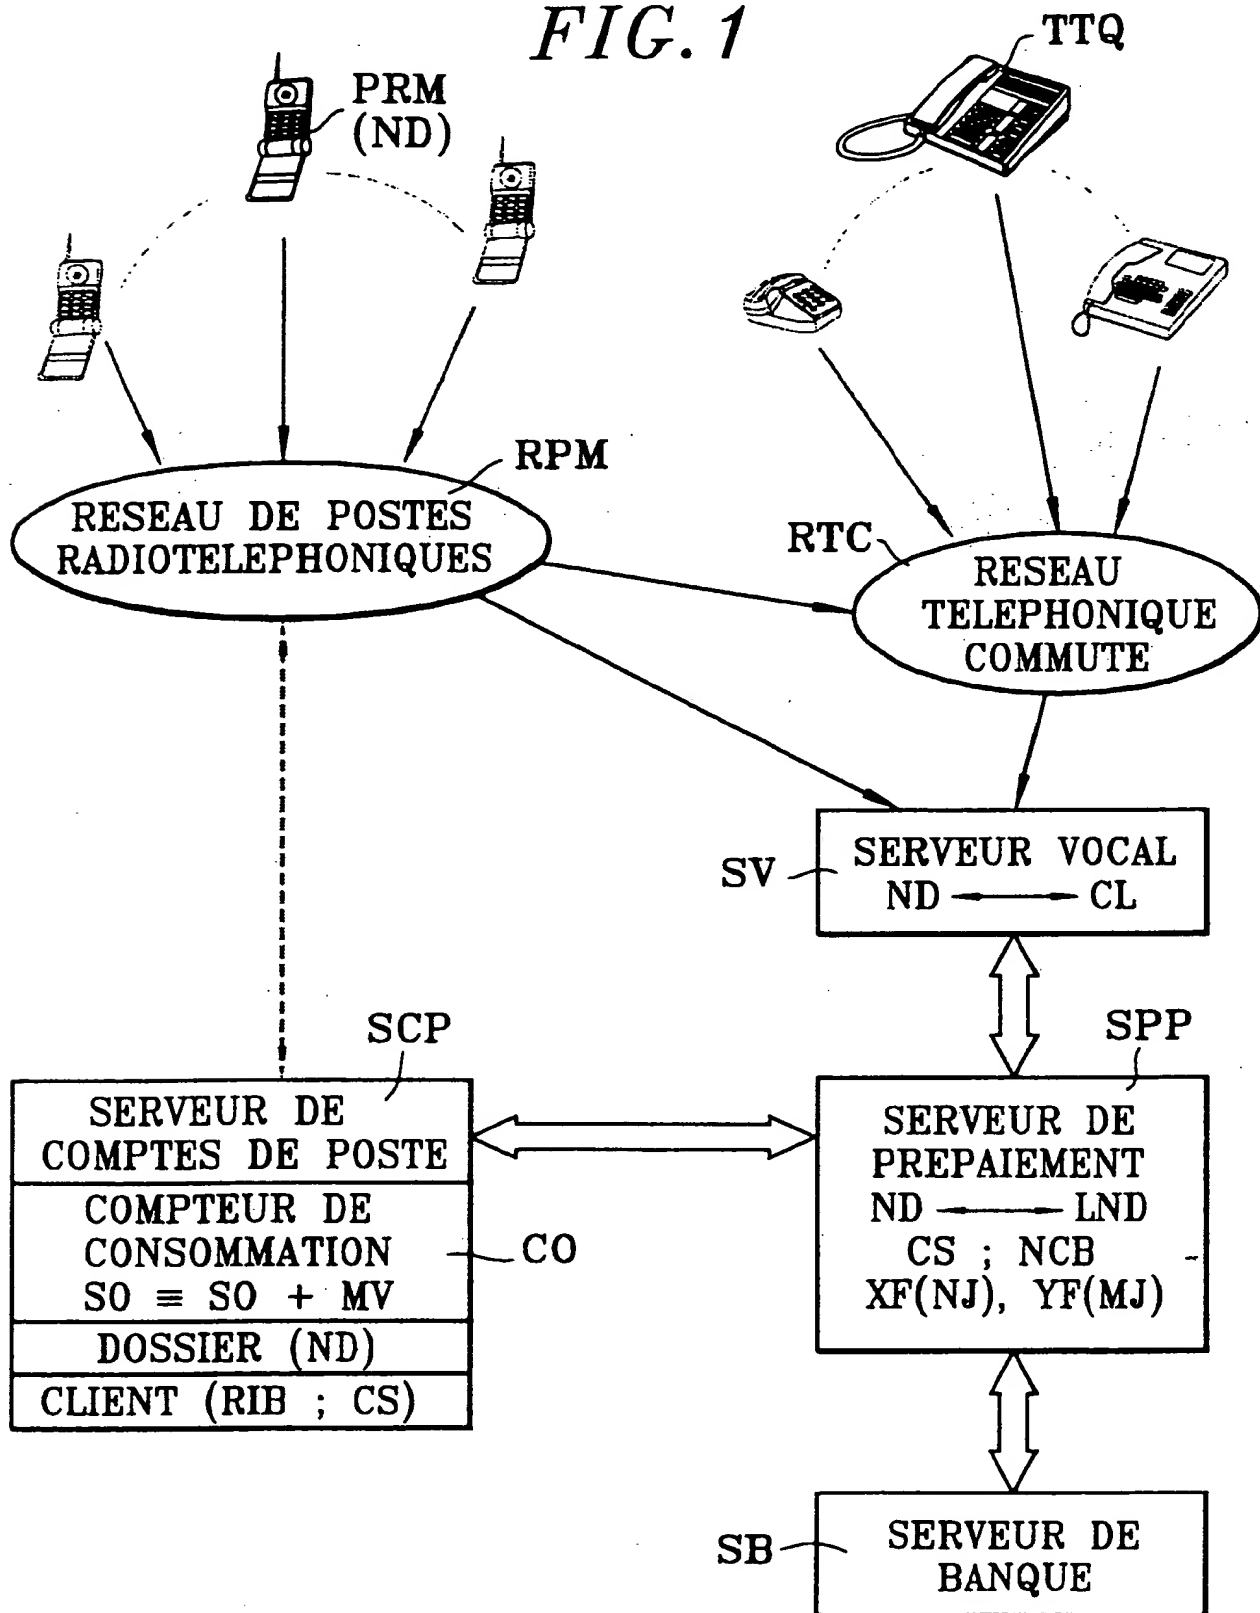 FIG. 1
TTQ
PRM
(ND)
RPM
RESEAU DE POSTES
RADIOTELEPHONIQUES
RTC
RESEAU
TELEPHONIQUE
COMMUTE
SV
SERVEUR VOCAL
ND CL
SCP
SERVEUR DE
COMPTES DE POSTE
COMPTEUR DE
CONSOMMATION
SO ≡ SO + MV
CO
DOSSIER (ND)
CLIENT (RIB ; CS)
SPP
SERVEUR DE
PREPAIEMENT
ND LND
CS ; NCB
XF(NJ), YF(MJ)
SB
SERVEUR DE
BANQUE